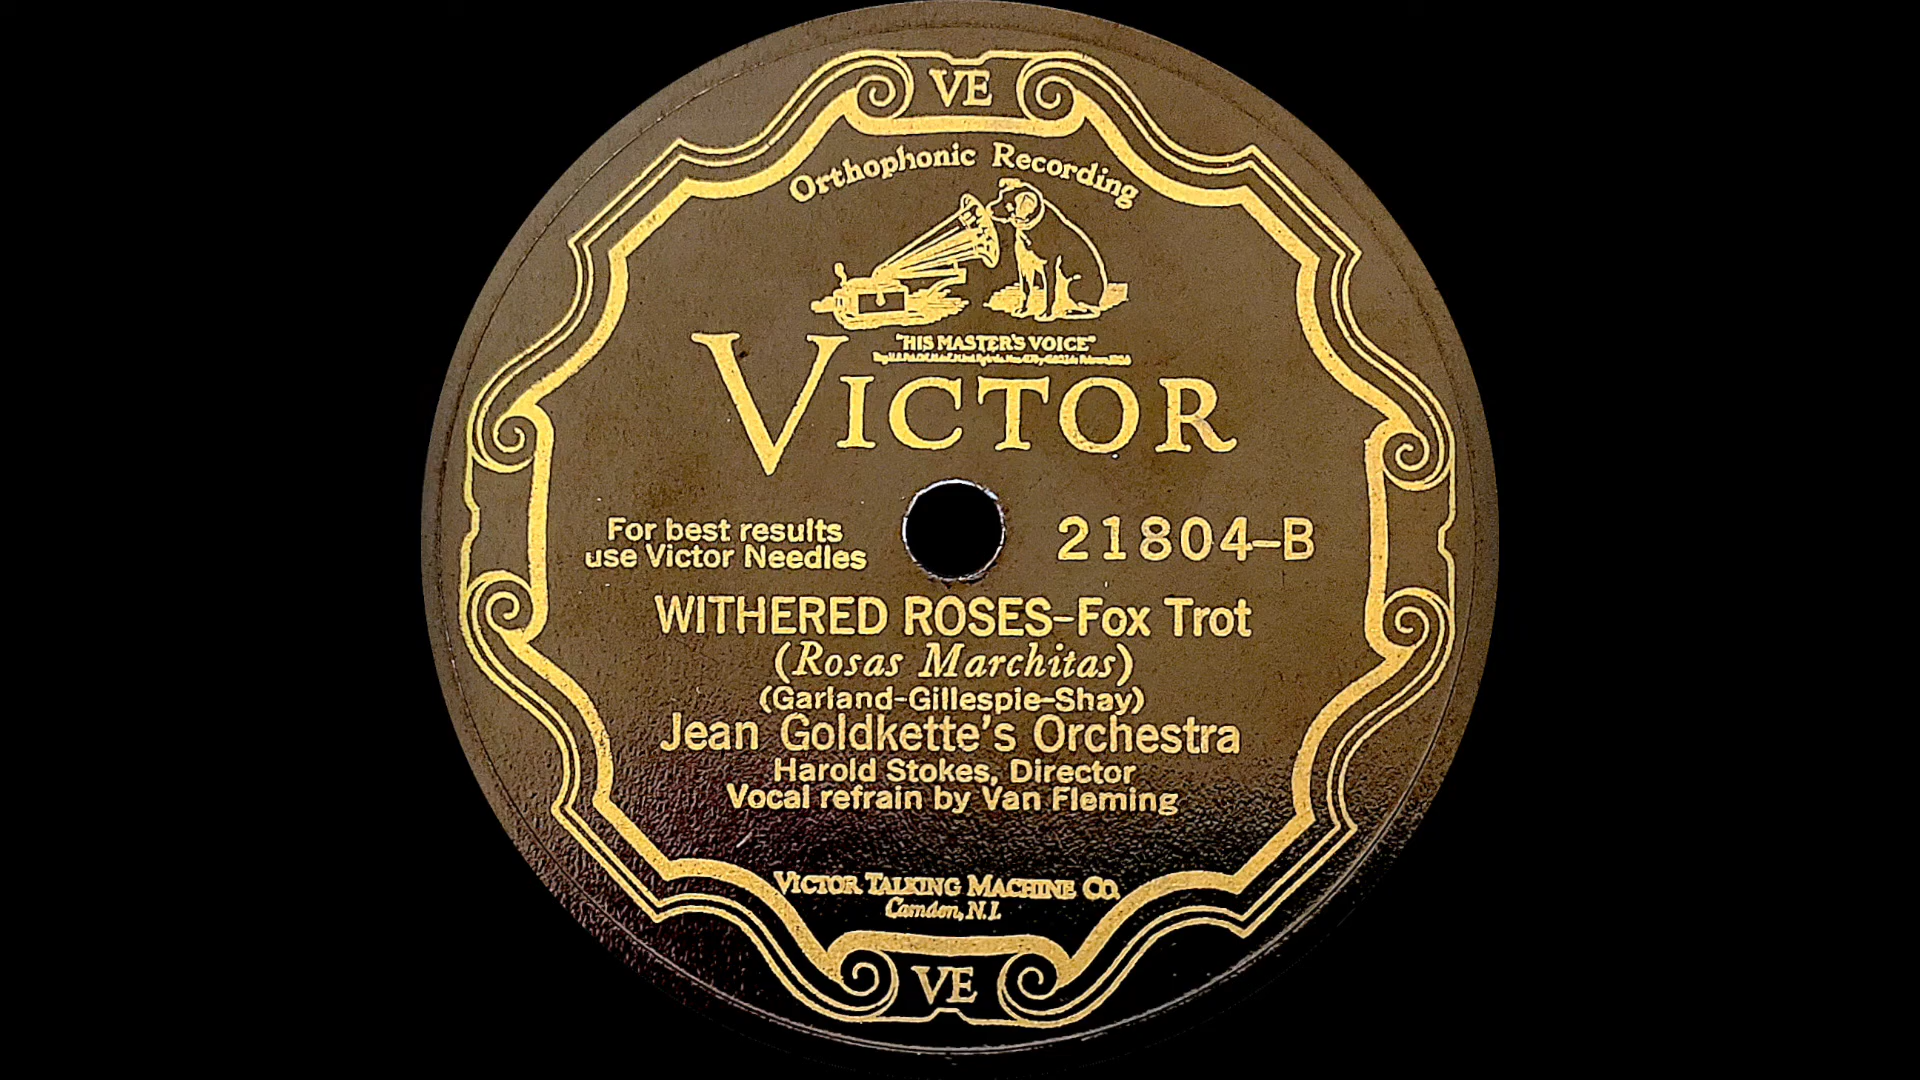 VE
Orthophonic Recording
"HIS MASTER'S VOICE"
VICTOR
For best results
use Victor Needles
21804-B
WITHERED ROSES-Fox Trot
(Rosas Marchitas)
(Garland-Gillespie-Shay)
Jean Goldkette's Orchestra
Harold Stokes, Director
Vocal refrain by Van Fleming
VICTOR TALKING MACHINE CO.
Camden, N.J.
VE